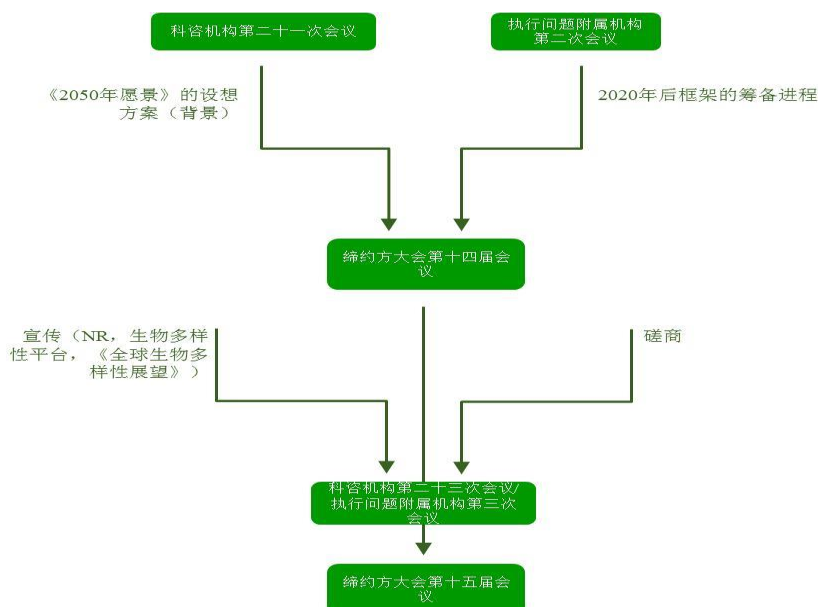 科咨机构第二十一次会议
执行问题附属机构
第二次会议
《2050年愿景》的设想
方案（背景）
2020年后框架的筹备进程
缔约方大会第十四届会
议
宣传（NR，生物多样
性平台，《全球生物多
样性展望》）
磋商
科咨机构第二十三次会议/
执行问题附属机构第三次
会议
缔约方大会第十五届会
议